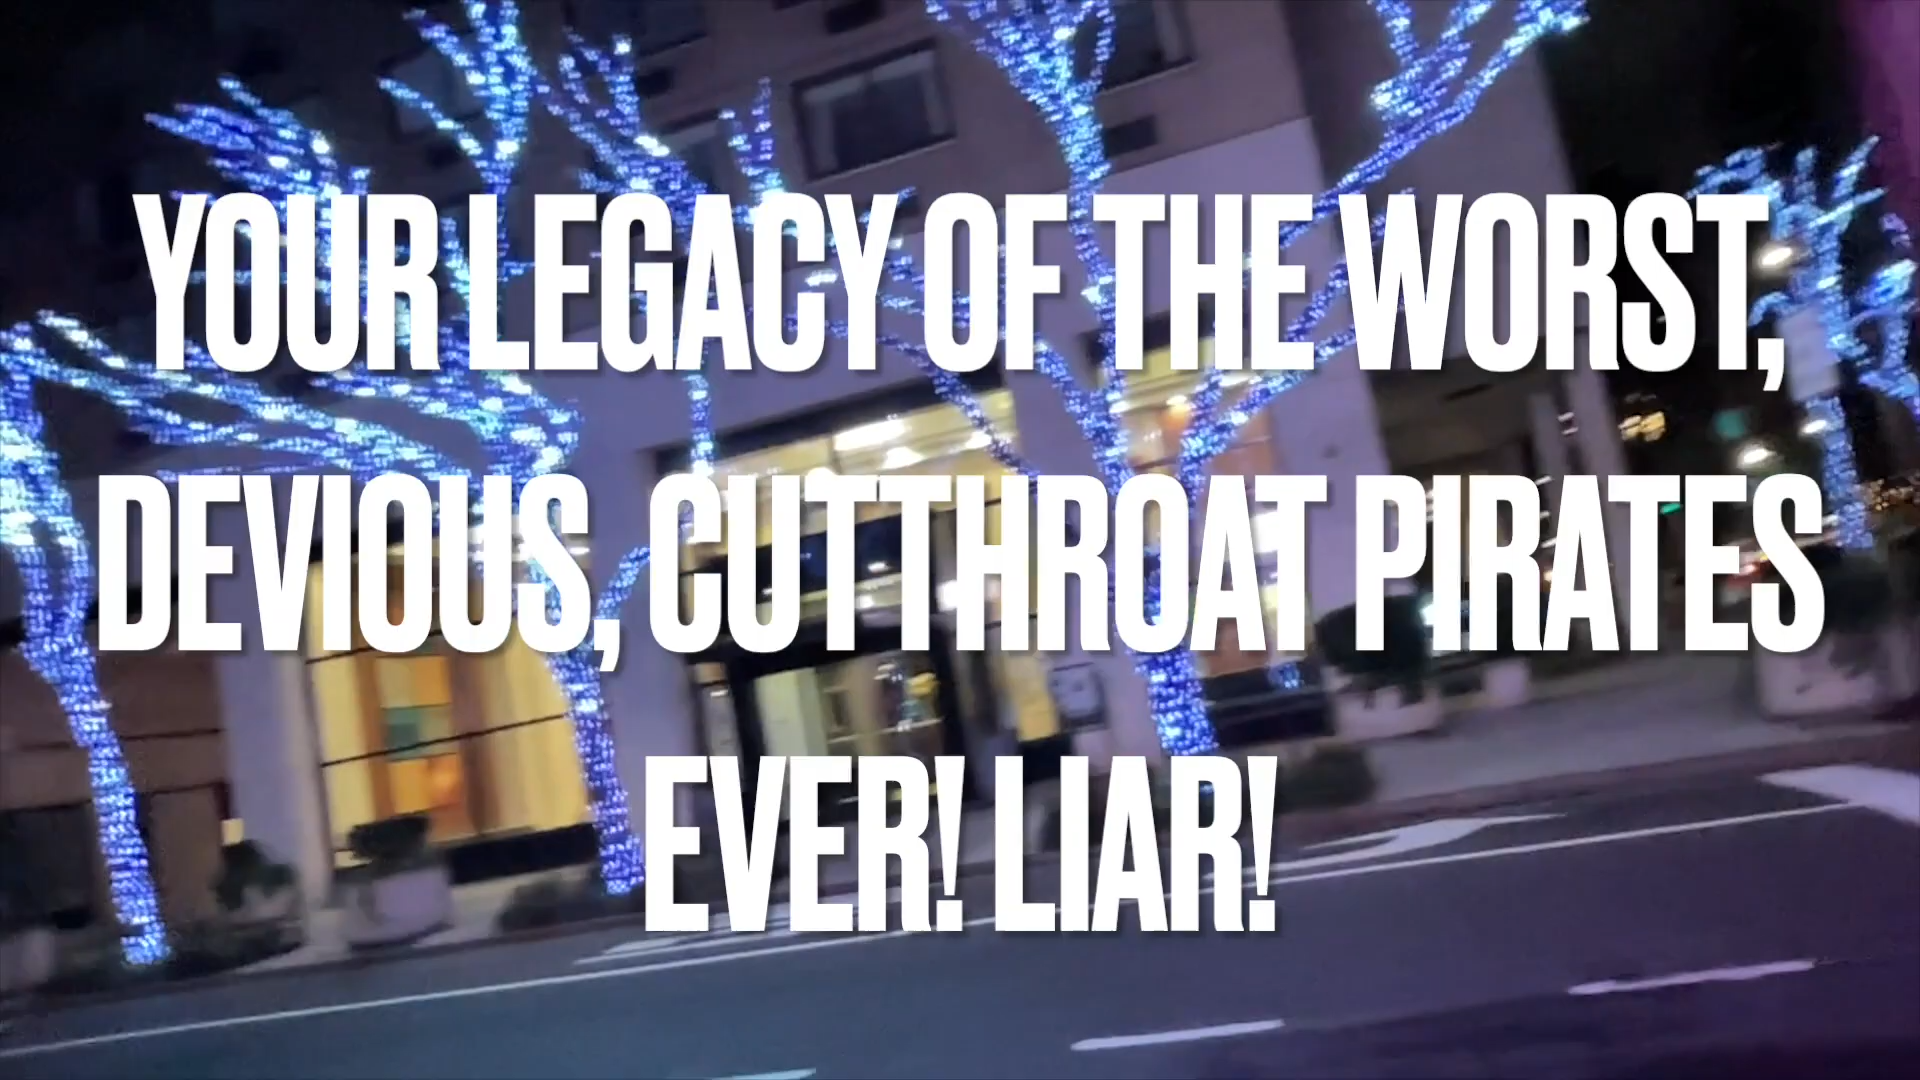 YOUR LEGACY OF THE WORST,
DEVIOUS, CUTTHROAT PIRATES
EVER! LIAR!